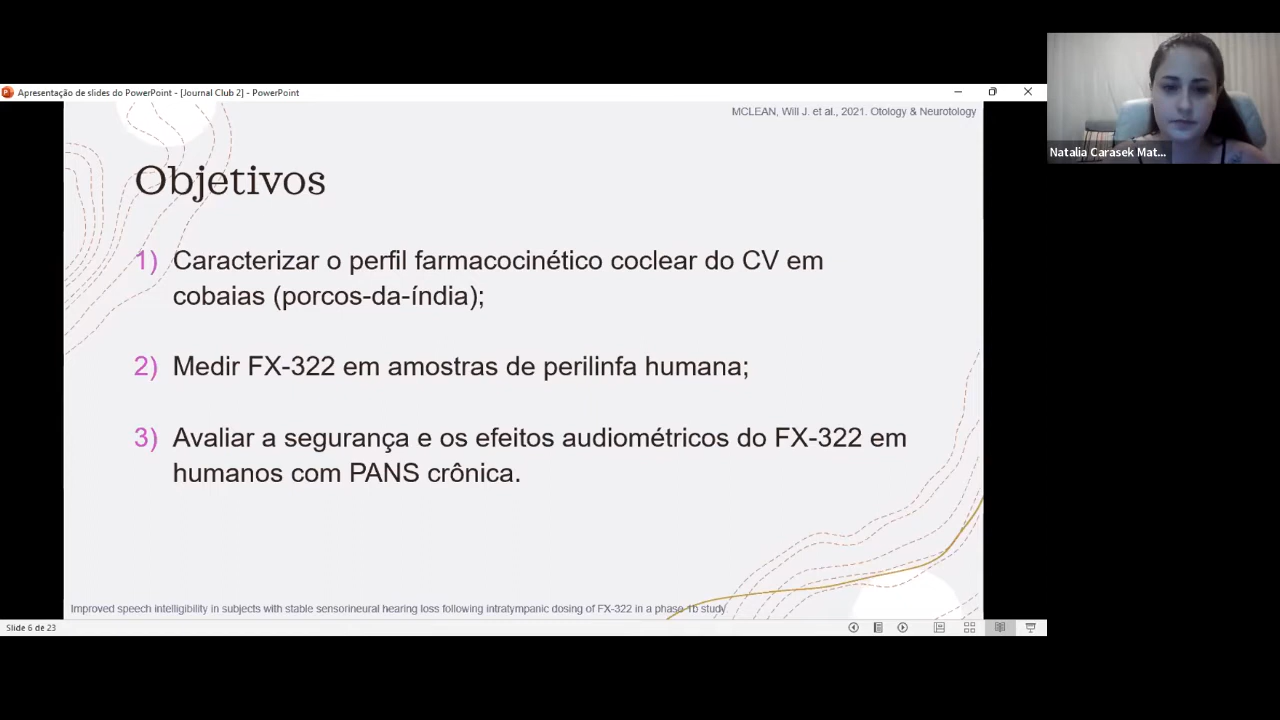 Apresentação de slides do PowerPoint - [Journal Club 2] - PowerPoint
MCLEAN, Will J. et al., 2021. Otology & Neurotology
Natalia Carasek Mat...
Objetivos
1) Caracterizar o perfil farmacocinético coclear do CV em
cobaias (porcos-da-índia);
2) Medir FX-322 em amostras de perilinfa humana;
3) Avaliar a segurança e os efeitos audiométricos do FX-322 em
humanos com PANS crônica.
Improved speech intelligibility in subjects with stable sensorineural hearing loss following intratympanic dosing of FX-322 in a phase 1b study
Slide 6 de 23